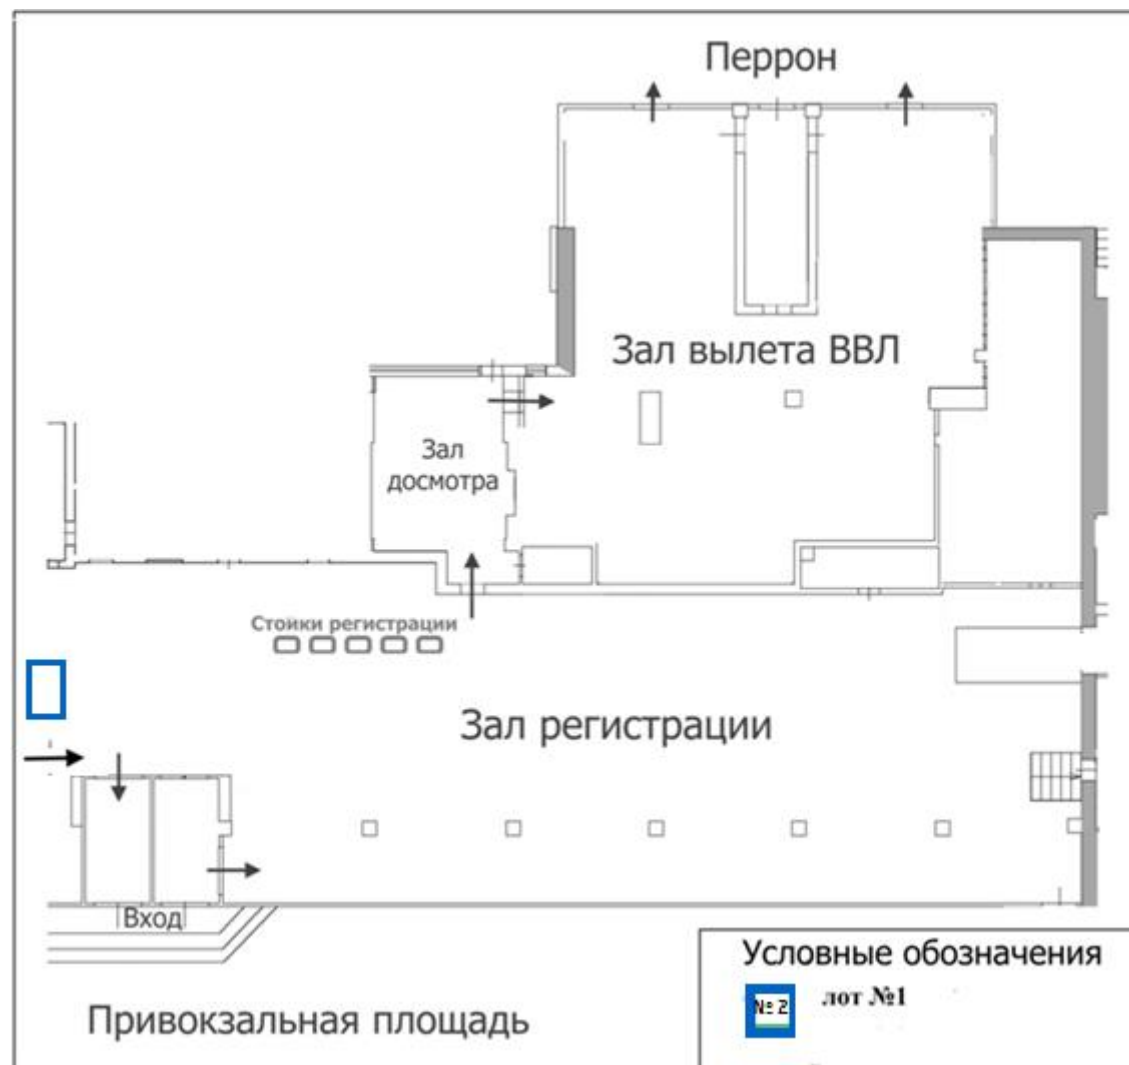 Перрон
Зал вылета ВВЛ
Зал
досмотра
Стойки регистрации
Зал регистрации
Вход
Условные обозначения
№ 2
лот №1
Привокзальная площадь